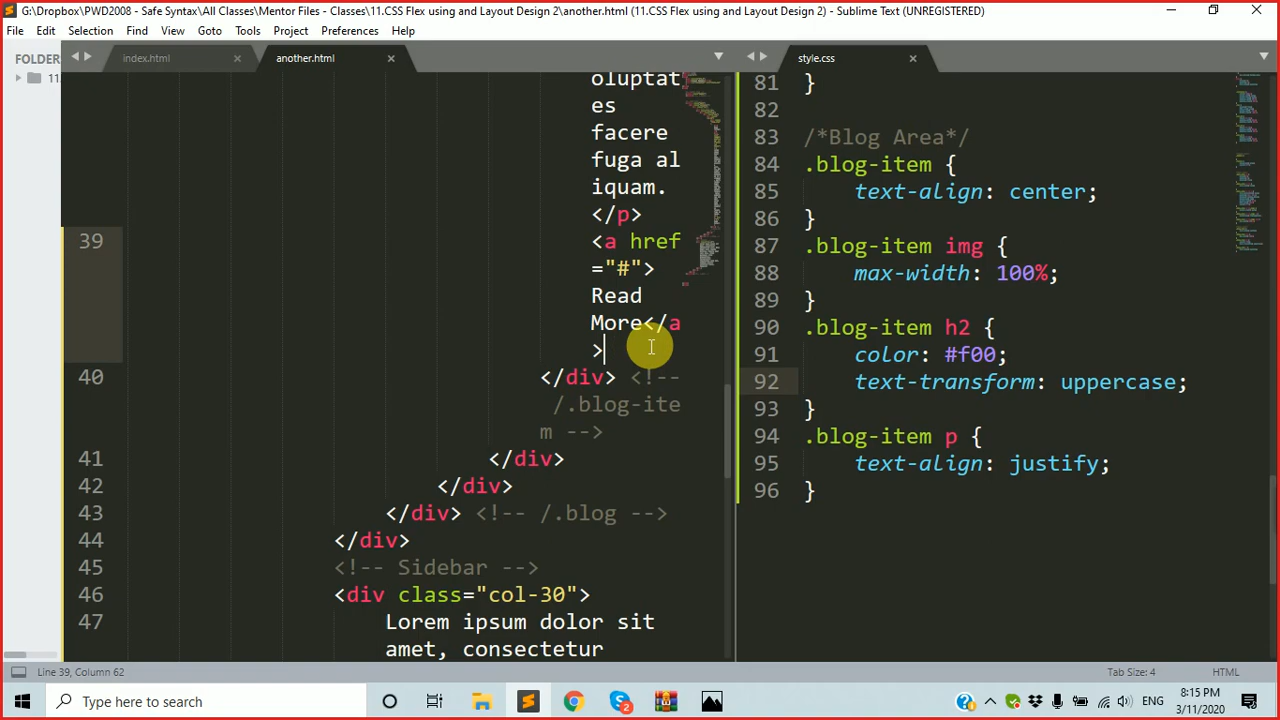 G:\Dropbox\PWD2008 - Safe Syntax\All Classes\Mentor Files - Classes\11.CSS Flex using and Layout Design 2\another.html (11.CSS Flex using and Layout Design 2) - Sublime Text (UNREGISTERED)
File Edit Selection Find View Goto Tools Project Preferences Help
FOLDER
11
index.html
another.html
oluptat
es
facere
fuga al
iquam.
</p>
39 <a href
="#">
Read
More</a
>
40 </div> <!--
/.blog-ite
m -->
41 </div>
42 </div>
43 </div> <!-- /.blog -->
44 </div>
45 <!-- Sidebar -->
46 <div class="col-30">
47 Lorem ipsum dolor sit
amet, consectetur
style.css
81 }
82
83 /*Blog Area*/
84 .blog-item {
85 text-align: center;
86 }
87 .blog-item img {
88 max-width: 100%;
89 }
90 .blog-item h2 {
91 color: #f00;
92 text-transform: uppercase;
93 }
94 .blog-item p {
95 text-align: justify;
96 }
Line 39, Column 62
Tab Size: 4
HTML
Type here to search
2
ENG
8:15 PM
3/11/2020